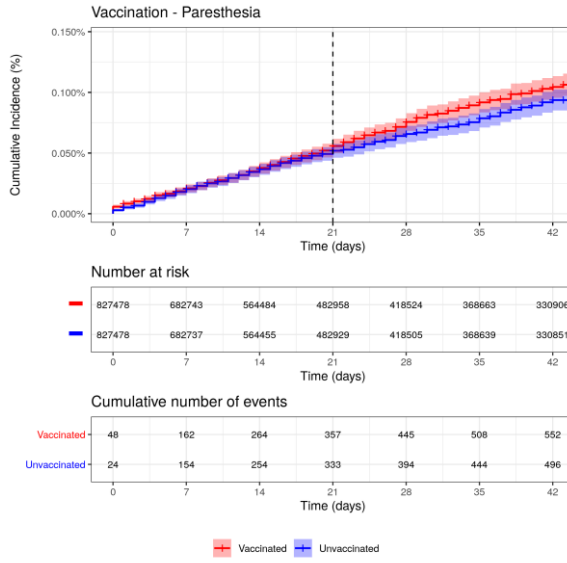 Vaccination - Paresthesia
0.150%
0.100%
0.050%
0.000%
Cumulative Incidence (%)
0 7 14 21 28 35 42
Time (days)
Number at risk
827478 682743 564484 482958 418524 368663 330906
827478 682737 564455 482929 418505 368639 330851
0 7 14 21 28 35 42
Time (days)
Cumulative number of events
Vaccinated 48 162 264 357 445 508 552
Unvaccinated 24 154 254 333 394 444 496
0 7 14 21 28 35 42
Time (days)
Vaccinated Unvaccinated